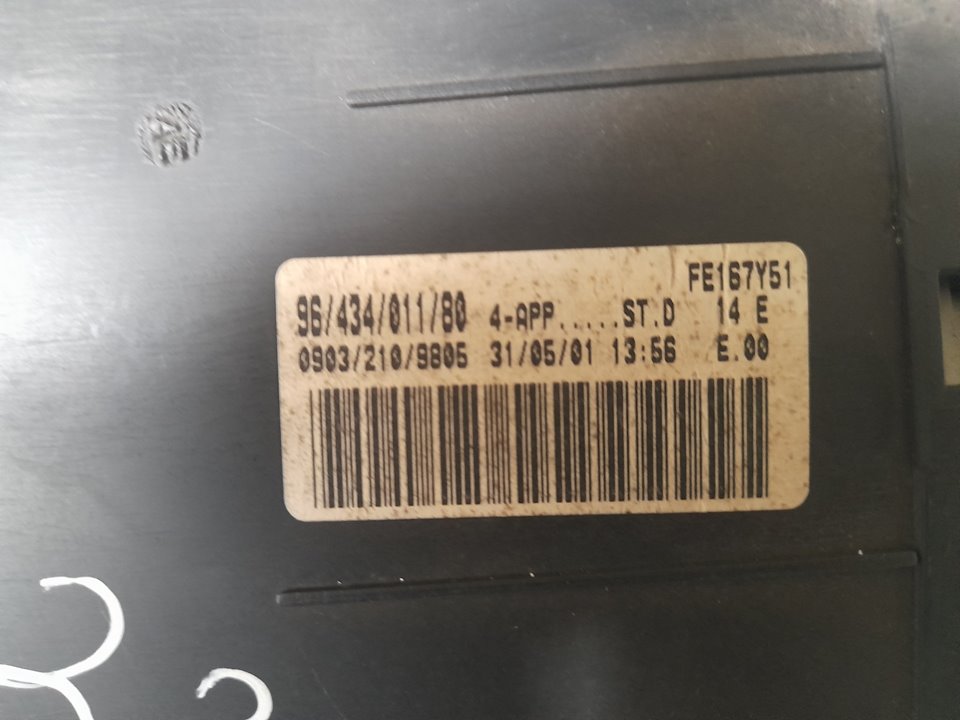 FE167Y51
96/434/011/80 4-APP.....ST.D 14 E
0903/210/9805 31/05/01 13:56 E.00